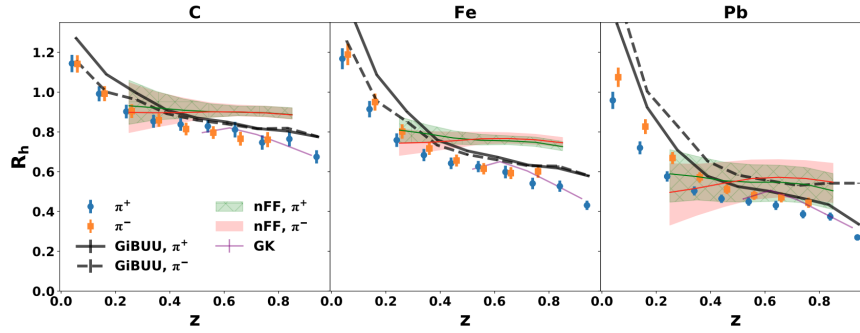 C
Fe
Pb
R_h
1.2
1.0
0.8
0.6
0.4
0.2
0.0
π⁺
π⁻
GiBUU, π⁺
GiBUU, π⁻
nFF, π⁺
nFF, π⁻
GK
0.0 0.2 0.4 0.6 0.8
0.0 0.2 0.4 0.6 0.8
0.0 0.2 0.4 0.6 0.8
z
z
z